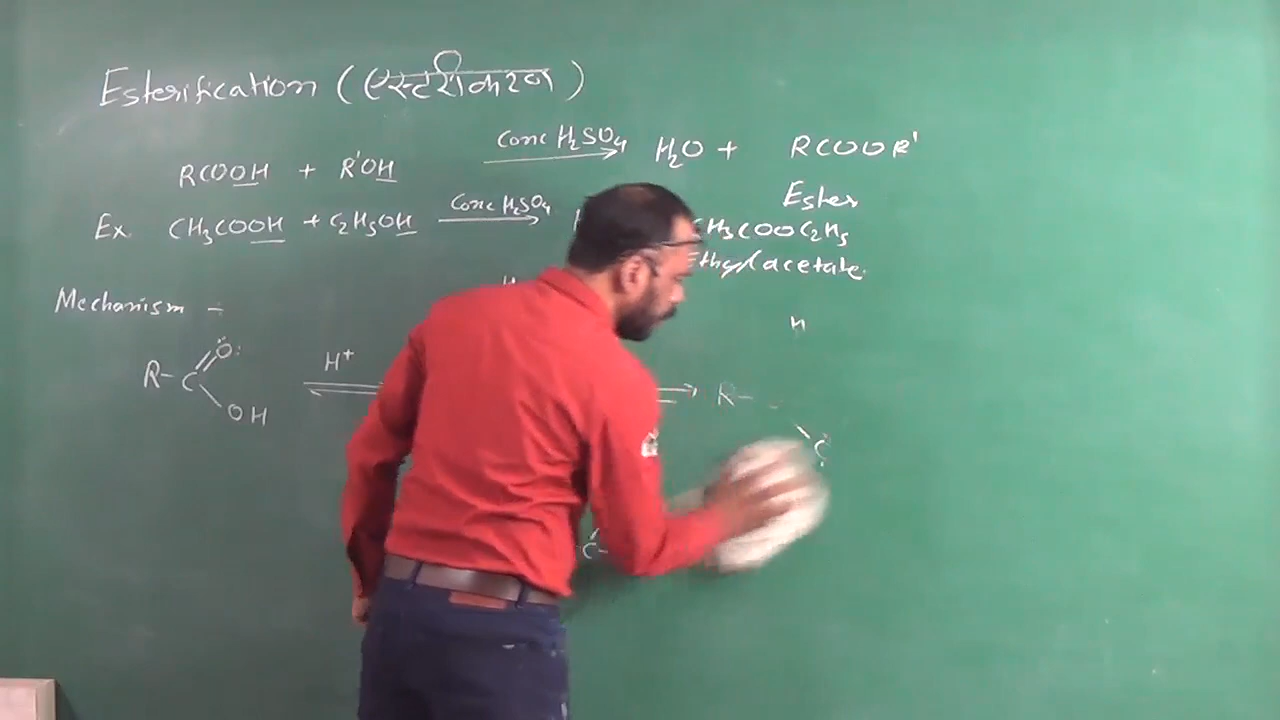 Esterification (एस्टरीकरण)
RCOOH + R'OH Conc H₂SO₄ → H₂O + RCOOR'
Ester
Ex CH₃COOH + C₂H₅OH Conc H₂SO₄ → CH₃COOC₂H₅
Ethyl acetate
Mechanism -
R-C O: OH H⁺ ⇌ R-